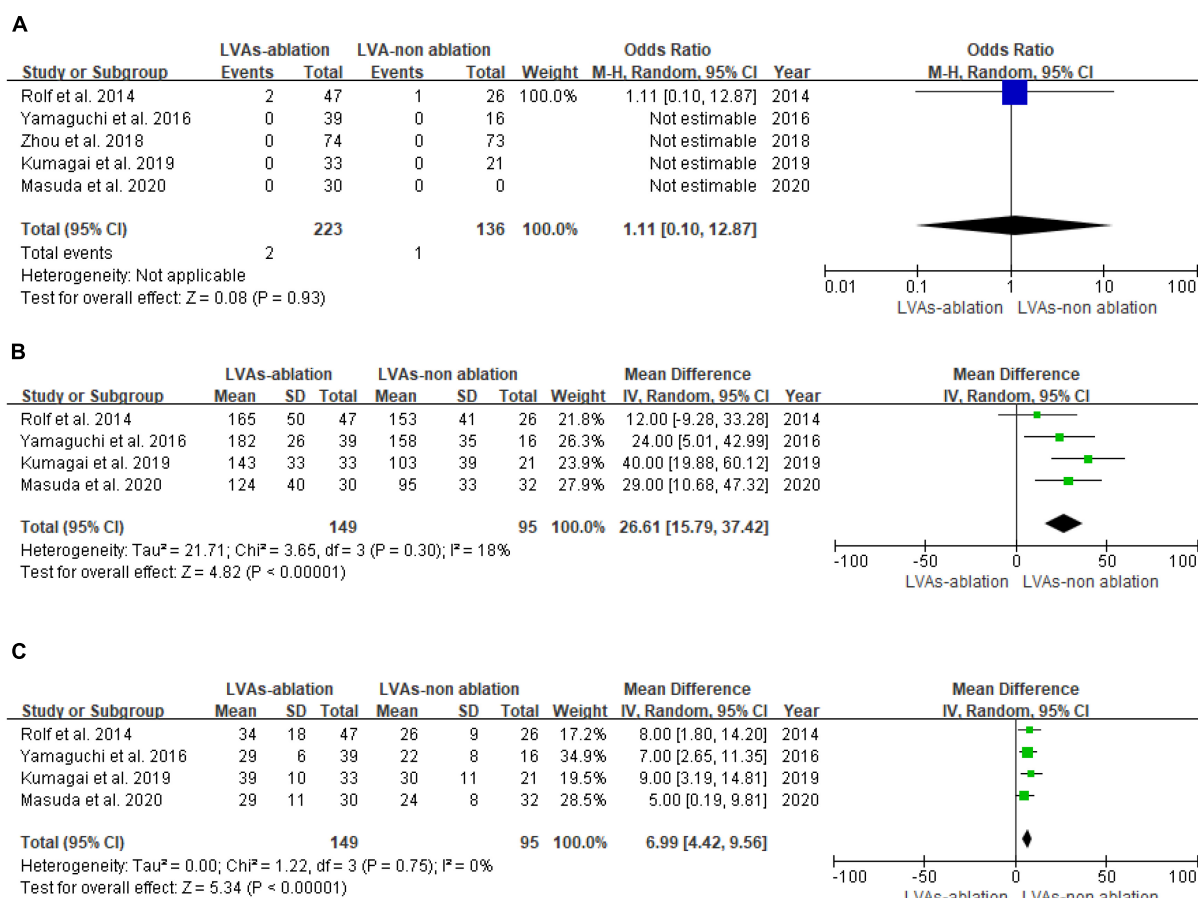 A
LVAs-ablation LVA-non ablation Odds Ratio Odds Ratio
Study or Subgroup Events Total Events Total Weight M-H, Random, 95% CI Year M-H, Random, 95% CI
Rolf et al. 2014 2 47 1 26 100.0% 1.11 [0.10, 12.87] 2014
Yamaguchi et al. 2016 0 39 0 16 Not estimable 2016
Zhou et al. 2018 0 74 0 73 Not estimable 2018
Kumagai et al. 2019 0 33 0 21 Not estimable 2019
Masuda et al. 2020 0 30 0 0 Not estimable 2020
Total (95% CI) 223 136 100.0% 1.11 [0.10, 12.87]
Total events 2 1
Heterogeneity: Not applicable
Test for overall effect: Z = 0.08 (P = 0.93)
0.01 0.1 1 10 100
LVAs-ablation LVAs-non ablation
B
LVAs-ablation LVAs-non ablation Mean Difference Mean Difference
Study or Subgroup Mean SD Total Mean SD Total Weight IV, Random, 95% CI Year IV, Random, 95% CI
Rolf et al. 2014 165 50 47 153 41 26 21.8% 12.00 [-9.28, 33.28] 2014
Yamaguchi et al. 2016 182 26 39 158 35 16 26.3% 24.00 [5.01, 42.99] 2016
Kumagai et al. 2019 143 33 33 103 39 21 23.9% 40.00 [19.88, 60.12] 2019
Masuda et al. 2020 124 40 30 95 33 32 27.9% 29.00 [10.68, 47.32] 2020
Total (95% CI) 149 95 100.0% 26.61 [15.79, 37.42]
Heterogeneity: Tau² = 21.71; Chi² = 3.65, df = 3 (P = 0.30); I² = 18%
Test for overall effect: Z = 4.82 (P < 0.00001)
-100 -50 0 50 100
LVAs-ablation LVAs-non ablation
C
LVAs-ablation LVAs-non ablation Mean Difference Mean Difference
Study or Subgroup Mean SD Total Mean SD Total Weight IV, Random, 95% CI Year IV, Random, 95% CI
Rolf et al. 2014 34 18 47 26 9 26 17.2% 8.00 [1.80, 14.20] 2014
Yamaguchi et al. 2016 29 6 39 22 8 16 34.9% 7.00 [2.65, 11.35] 2016
Kumagai et al. 2019 39 10 33 30 11 21 19.5% 9.00 [3.19, 14.81] 2019
Masuda et al. 2020 29 11 30 24 8 32 28.5% 5.00 [0.19, 9.81] 2020
Total (95% CI) 149 95 100.0% 6.99 [4.42, 9.56]
Heterogeneity: Tau² = 0.00; Chi² = 1.22, df = 3 (P = 0.75); I² = 0%
Test for overall effect: Z = 5.34 (P < 0.00001)
-100 -50 0 50 100
LVAs-ablation LVAs-non ablation